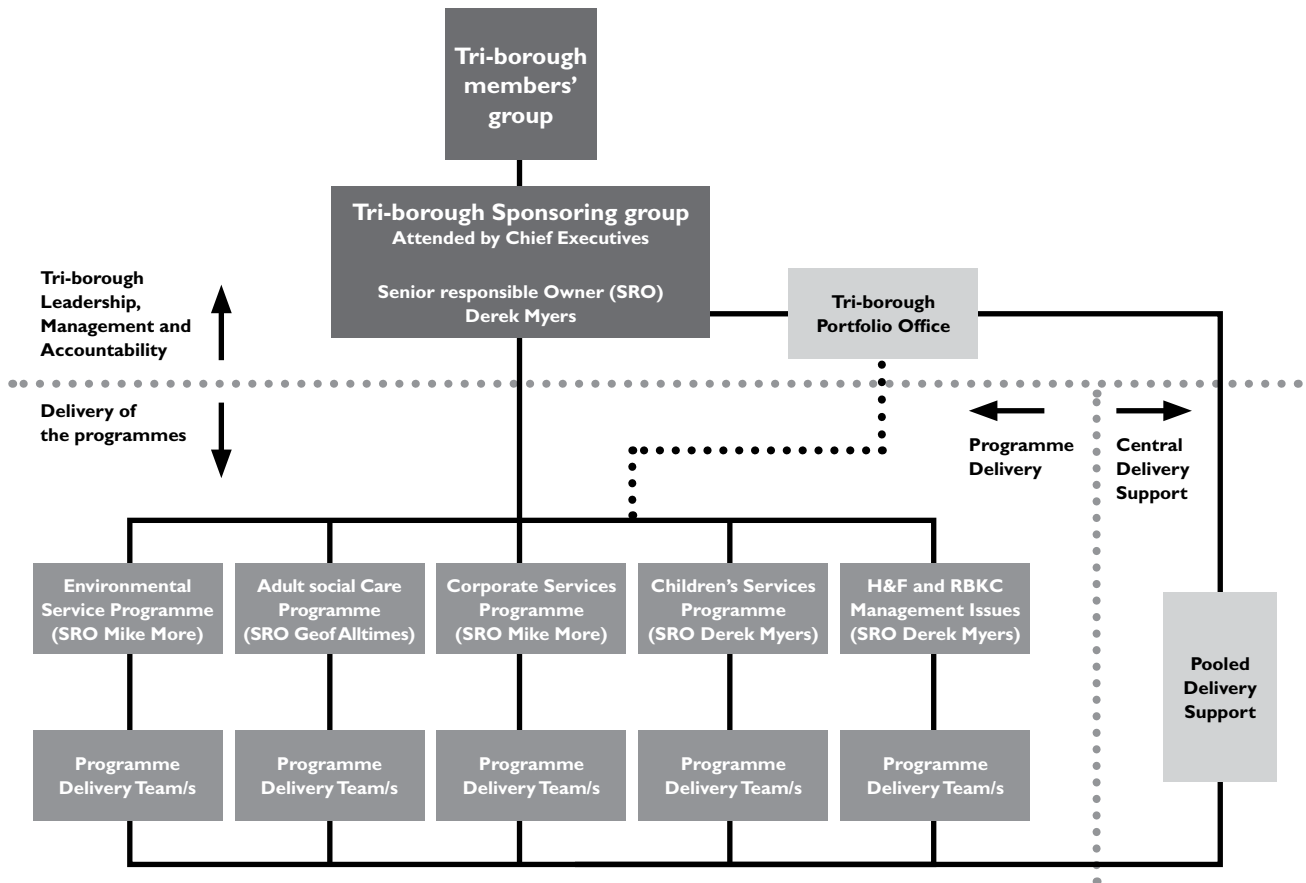 Tri-borough
members’
group
Tri-borough Sponsoring group
Attended by Chief Executives
Senior responsible Owner (SRO)
Derek Myers
Tri-borough
Portfolio Office
Tri-borough
Leadership,
Management and
Accountability
Delivery of
the programmes
Programme
Delivery
Central
Delivery
Support
Environmental
Service Programme
(SRO Mike More)
Adult social Care
Programme
(SRO Geof Alltimes)
Corporate Services
Programme
(SRO Mike More)
Children’s Services
Programme
(SRO Derek Myers)
H&F and RBKC
Management Issues
(SRO Derek Myers)
Pooled
Delivery
Support
Programme
Delivery Team/s
Programme
Delivery Team/s
Programme
Delivery Team/s
Programme
Delivery Team/s
Programme
Delivery Team/s